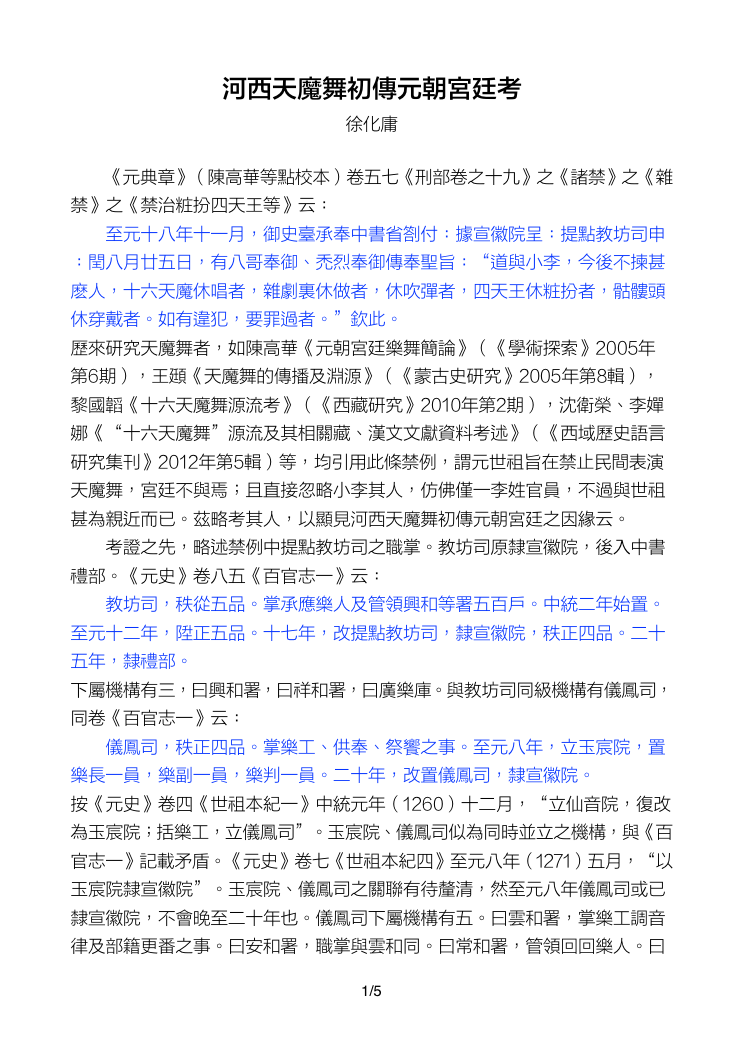 河西天魔舞初傳元朝宮廷考
徐化庸
《元典章》（陳高華等點校本）卷五七《刑部卷之十九》之《諸禁》之《雜
禁》之《禁治粧扮四天王等》云：
至元十八年十一月，御史臺承奉中書省劄付：據宣徽院呈：提點教坊司申
：閏八月廿五日，有八哥奉御、禿烈奉御傳奉聖旨：“道與小李，今後不揀甚
麽人，十六天魔休唱者，雜劇裏休做者，休吹彈者，四天王休粧扮者，骷髏頭
休穿戴者。如有違犯，要罪過者。”欽此。
歷來研究天魔舞者，如陳高華《元朝宮廷樂舞簡論》（《學術探索》2005年
第6期），王頲《天魔舞的傳播及淵源》（《蒙古史研究》2005年第8輯），
黎國韜《十六天魔舞源流考》（《西藏研究》2010年第2期），沈衛榮、李嬋
娜《“十六天魔舞”源流及其相關藏、漢文文獻資料考述》（《西域歷史語言
研究集刊》2012年第5輯）等，均引用此條禁例，謂元世祖旨在禁止民間表演
天魔舞，宮廷不與焉；且直接忽略小李其人，仿佛僅一李姓官員，不過與世祖
甚為親近而已。茲略考其人，以顯見河西天魔舞初傳元朝宮廷之因緣云。
考證之先，略述禁例中提點教坊司之職掌。教坊司原隸宣徽院，後入中書
禮部。《元史》卷八五《百官志一》云：
教坊司，秩從五品。掌承應樂人及管領興和等署五百戶。中統二年始置。
至元十二年，陞正五品。十七年，改提點教坊司，隸宣徽院，秩正四品。二十
五年，隸禮部。
下屬機構有三，曰興和署，曰祥和署，曰廣樂庫。與教坊司同級機構有儀鳳司，
同卷《百官志一》云：
儀鳳司，秩正四品。掌樂工、供奉、祭饗之事。至元八年，立玉宸院，置
樂長一員，樂副一員，樂判一員。二十年，改置儀鳳司，隸宣徽院。
按《元史》卷四《世祖本紀一》中統元年（1260）十二月，“立仙音院，復改
為玉宸院；括樂工，立儀鳳司”。玉宸院、儀鳳司似為同時並立之機構，與《百
官志一》記載矛盾。《元史》卷七《世祖本紀四》至元八年（1271）五月，“以
玉宸院隸宣徽院”。玉宸院、儀鳳司之關聯有待釐清，然至元八年儀鳳司或已
隸宣徽院，不會晚至二十年也。儀鳳司下屬機構有五。曰雲和署，掌樂工調音
律及部籍更番之事。曰安和署，職掌與雲和同。曰常和署，管領回回樂人。曰
1/5